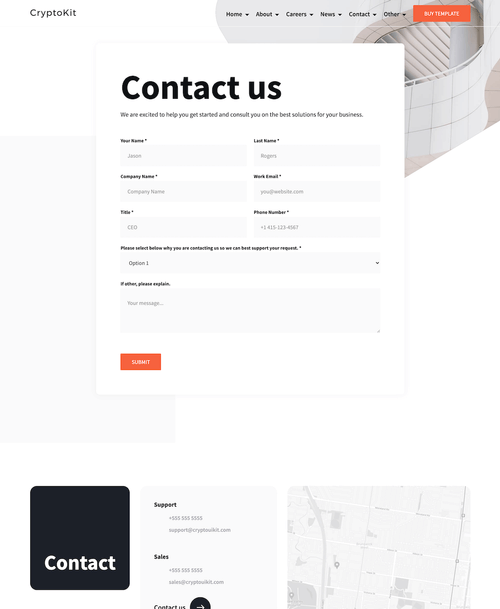 CryptoKit
Home About Careers News Contact Other BUY TEMPLATE
Contact us
We are excited to help you get started and consult you on the best solutions for your business.
Your Name * Last Name *
Jason Rogers
Company Name * Work Email *
Company Name you@website.com
Title * Phone Number *
CEO +1 415-123-4567
Please select below why you are contacting us so we can best support your request. *
Option 1
If other, please explain.
Your message...
SUBMIT
Contact
Support
+555 555 5555
support@cryptouikit.com
Sales
+555 555 5555
sales@cryptouikit.com
Contact us